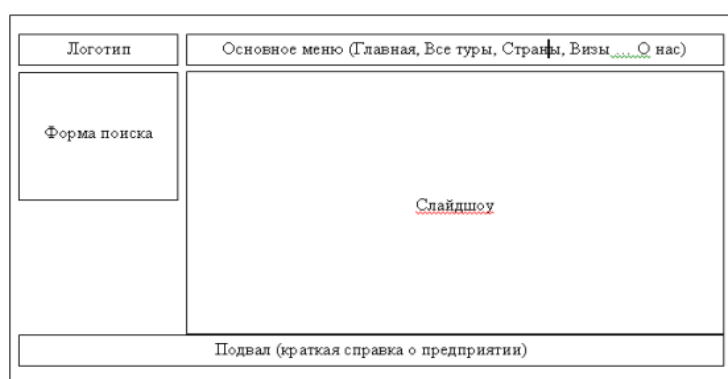 Логотип
Основное меню (Главная, Все туры, Страны, Визы ... О нас)
Форма поиска
Слайдшоу
Подвал (краткая справка о предприятии)